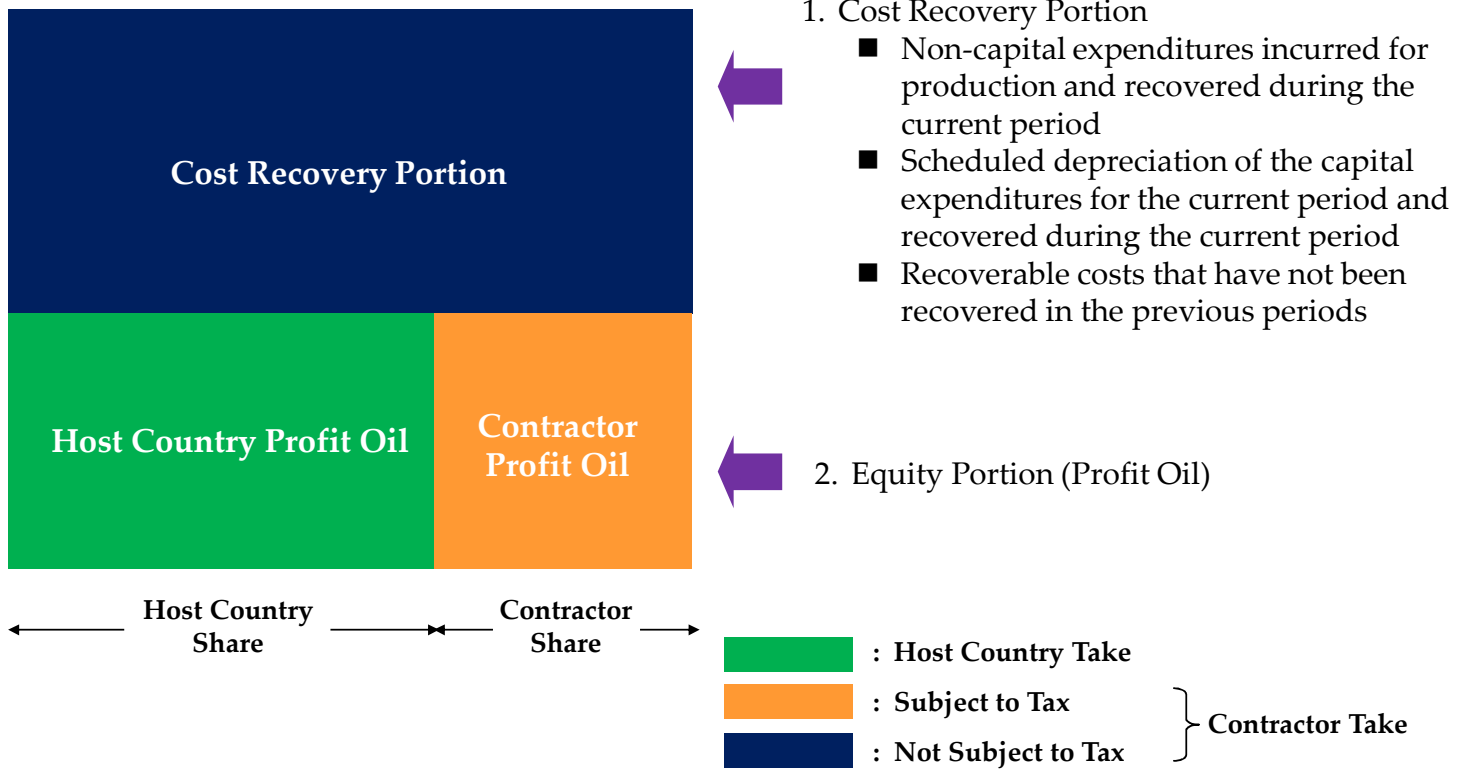 Cost Recovery Portion
Host Country Profit Oil
Contractor
Profit Oil
Host Country
Share
Contractor
Share
1. Cost Recovery Portion
■ Non-capital expenditures incurred for
production and recovered during the
current period
■ Scheduled depreciation of the capital
expenditures for the current period and
recovered during the current period
■ Recoverable costs that have not been
recovered in the previous periods
2. Equity Portion (Profit Oil)
: Host Country Take
: Subject to Tax
: Not Subject to Tax
Contractor Take